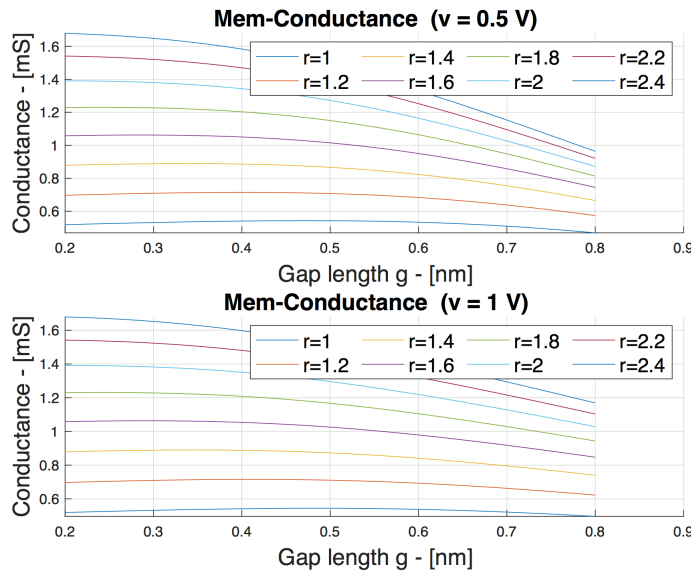 Mem-Conductance (v = 0.5 V)
Conductance - [mS]
1.6
1.4
1.2
1
0.8
0.6
r=1 r=1.4 r=1.8 r=2.2
r=1.2 r=1.6 r=2 r=2.4
0.2 0.3 0.4 0.5 0.6 0.7 0.8 0.9
Gap length g - [nm]
Mem-Conductance (v = 1 V)
Conductance - [mS]
1.6
1.4
1.2
1
0.8
0.6
r=1 r=1.4 r=1.8 r=2.2
r=1.2 r=1.6 r=2 r=2.4
0.2 0.3 0.4 0.5 0.6 0.7 0.8 0.9
Gap length g - [nm]